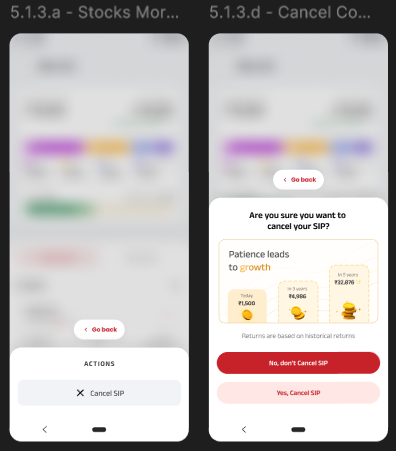 5.1.3.a - Stocks Mor...
5.1.3.d - Cancel Co...
Go back
ACTIONS
Cancel SIP
Go back
Are you sure you want to
cancel your SIP?
Patience leads
to growth
Today
₹1,500
In 3 years
₹4,986
In 5 years
₹32,876
Returns are based on historical returns
No, don't Cancel SIP
Yes, Cancel SIP